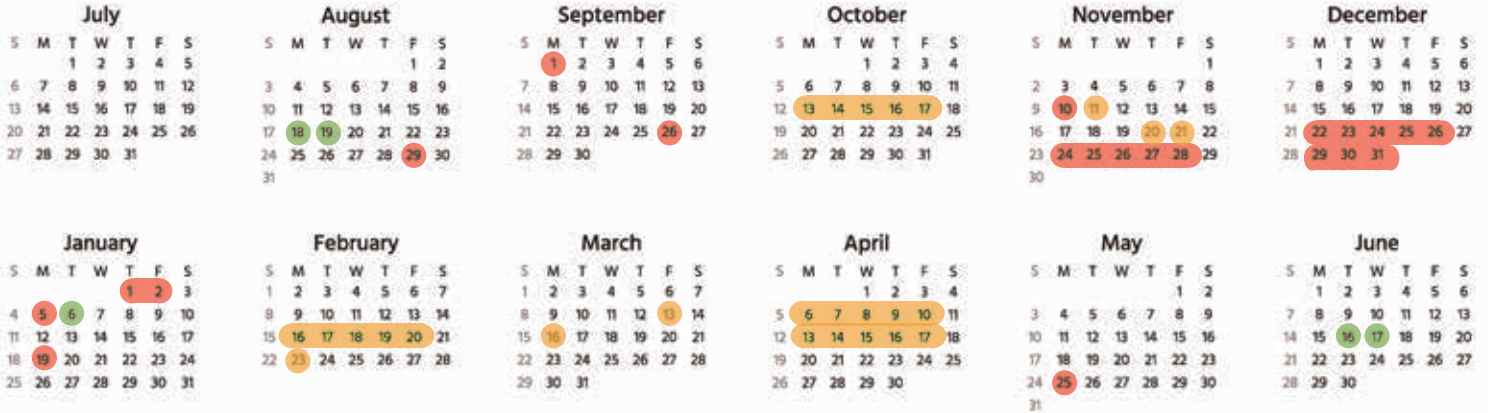 July
S M T W T F S
1 2 3 4 5
6 7 8 9 10 11 12
13 14 15 16 17 18 19
20 21 22 23 24 25 26
27 28 29 30 31
August
S M T W T F S
1 2
3 4 5 6 7 8 9
10 11 12 13 14 15 16
17 18 19 20 21 22 23
24 25 26 27 28 29 30
31
September
S M T W T F S
1 2 3 4 5 6
7 8 9 10 11 12 13
14 15 16 17 18 19 20
21 22 23 24 25 26 27
28 29 30
October
S M T W T F S
1 2 3 4
5 6 7 8 9 10 11
12 13 14 15 16 17 18
19 20 21 22 23 24 25
26 27 28 29 30 31
November
S M T W T F S
1
2 3 4 5 6 7 8
9 10 11 12 13 14 15
16 17 18 19 20 21 22
23 24 25 26 27 28 29
30
December
S M T W T F S
1 2 3 4 5 6
7 8 9 10 11 12 13
14 15 16 17 18 19 20
21 22 23 24 25 26 27
28 29 30 31
January
S M T W T F S
1 2 3
4 5 6 7 8 9 10
11 12 13 14 15 16 17
18 19 20 21 22 23 24
25 26 27 28 29 30 31
February
S M T W T F S
1 2 3 4 5 6 7
8 9 10 11 12 13 14
15 16 17 18 19 20 21
22 23 24 25 26 27 28
March
S M T W T F S
1 2 3 4 5 6 7
8 9 10 11 12 13 14
15 16 17 18 19 20 21
22 23 24 25 26 27 28
29 30 31
April
S M T W T F S
1 2 3 4
5 6 7 8 9 10 11
12 13 14 15 16 17 18
19 20 21 22 23 24 25
26 27 28 29 30
May
S M T W T F S
1 2
3 4 5 6 7 8 9
10 11 12 13 14 15 16
17 18 19 20 21 22 23
24 25 26 27 28 29 30
31
June
S M T W T F S
1 2 3 4 5 6
7 8 9 10 11 12 13
14 15 16 17 18 19 20
21 22 23 24 25 26 27
28 29 30